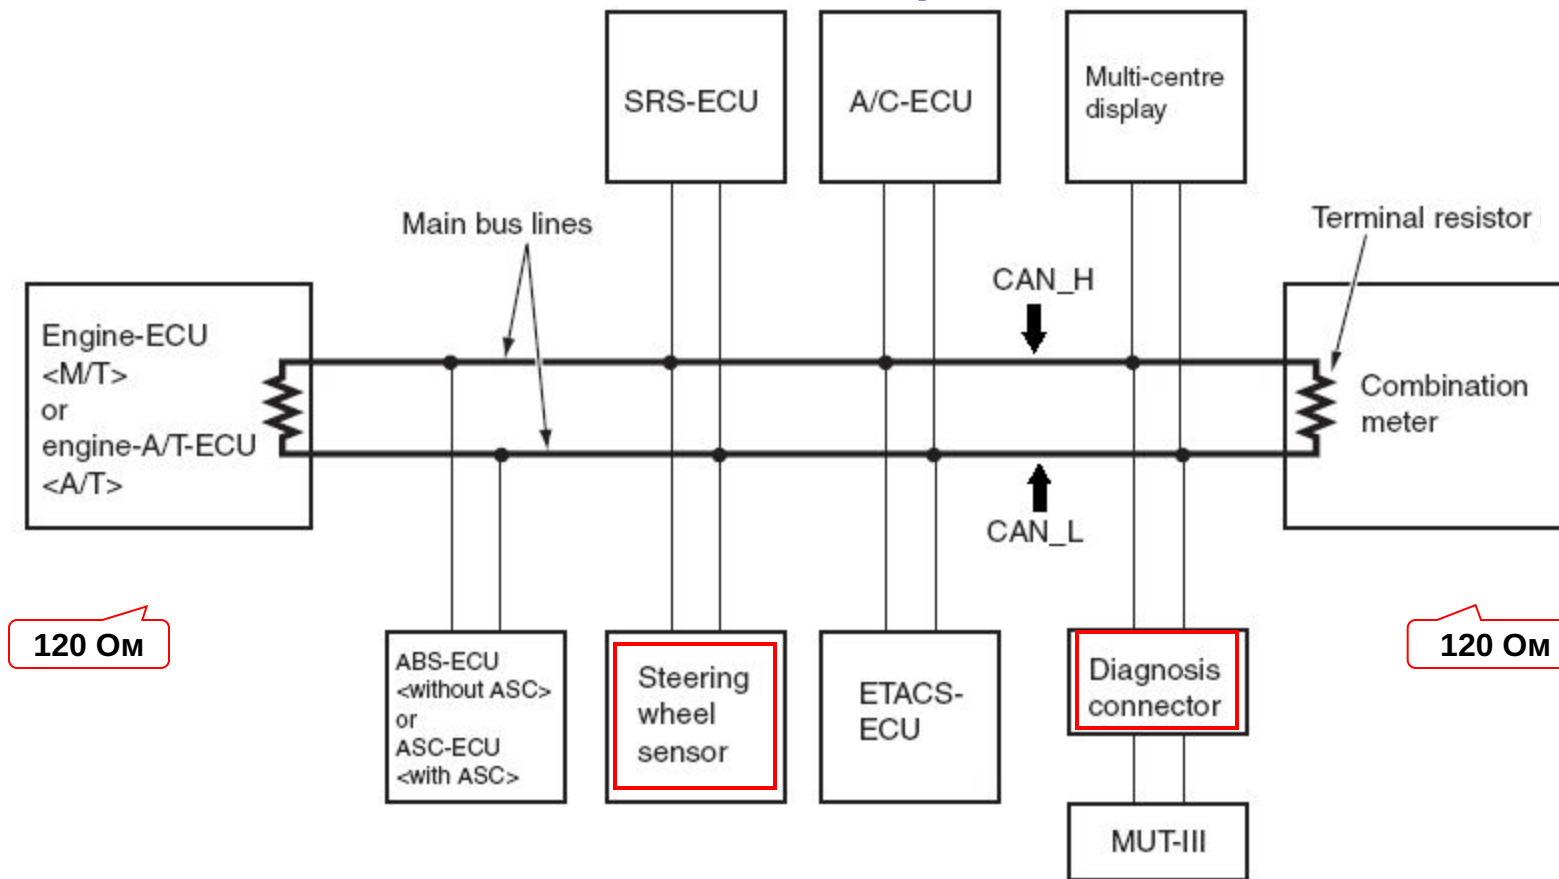 SRS-ECU
A/C-ECU
Multi-centre
display
Main bus lines
Terminal resistor
CAN_H
Engine-ECU
<M/T>
or
engine-A/T-ECU
<A/T>
Combination
meter
CAN_L
120 Ом
120 Ом
ABS-ECU
<without ASC>
or
ASC-ECU
<with ASC>
Steering
wheel
sensor
ETACS-
ECU
Diagnosis
connector
MUT-III